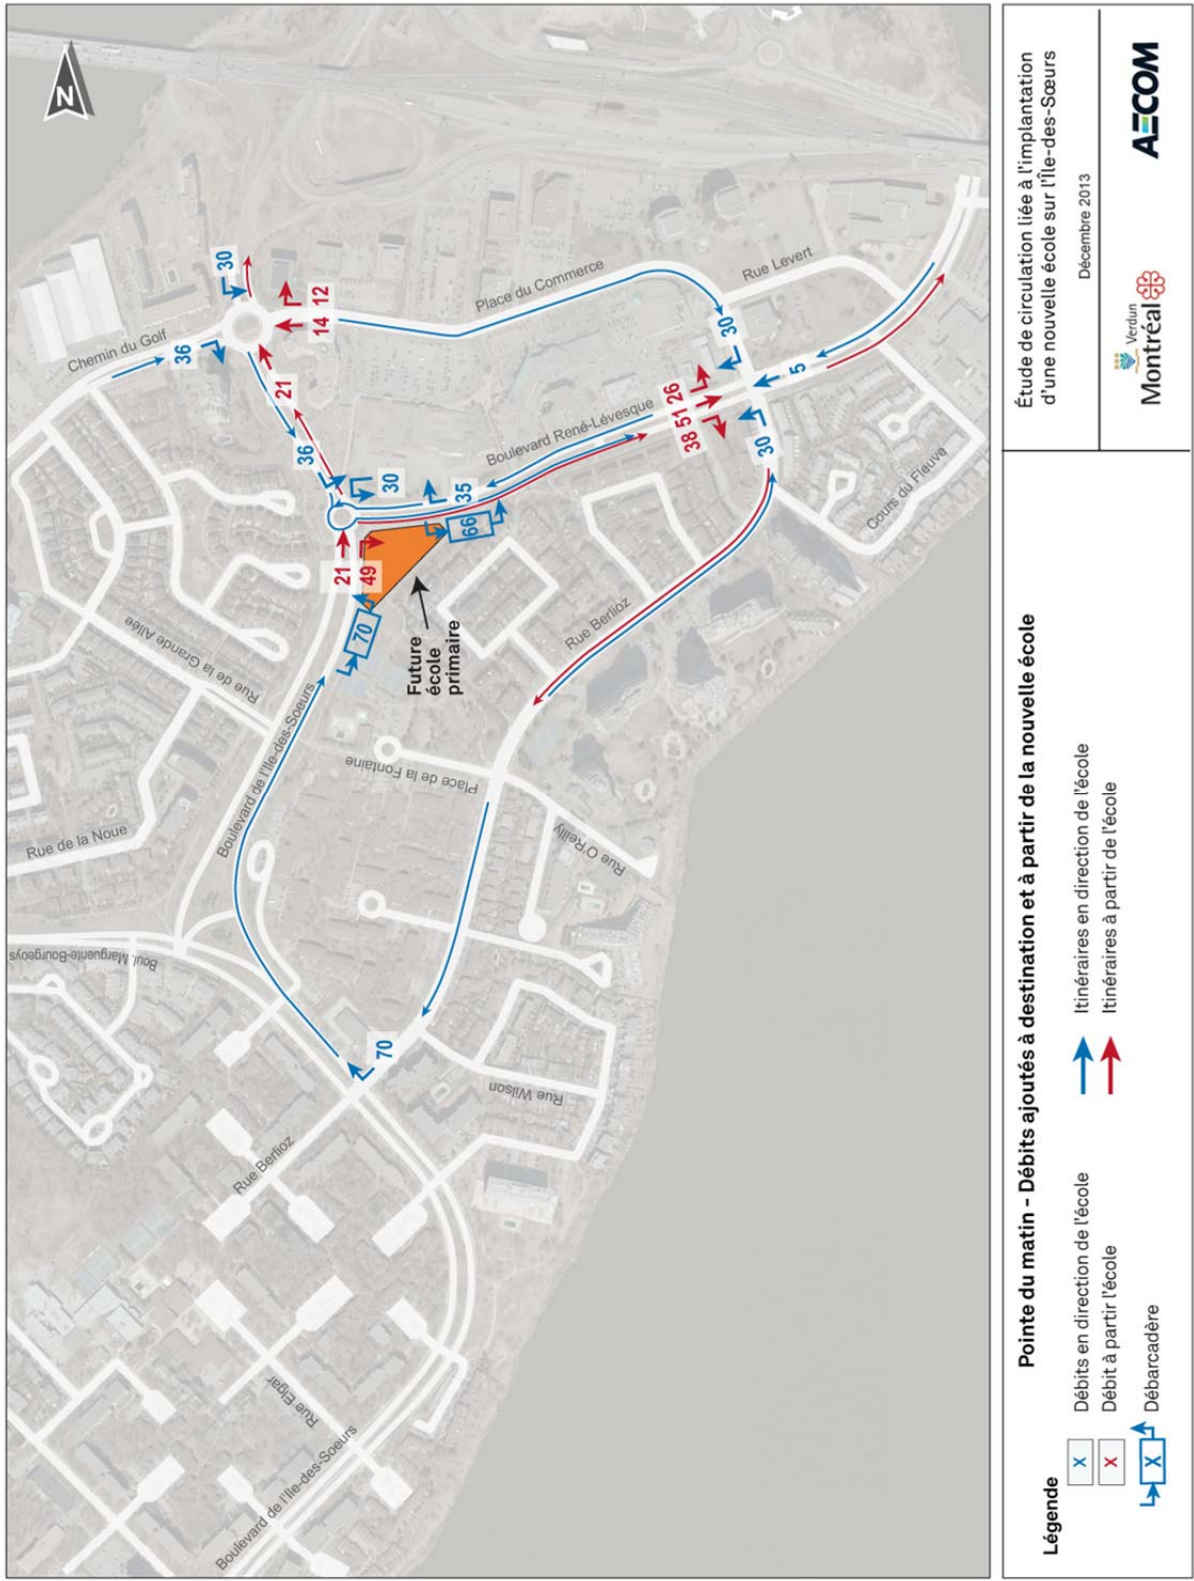 N
Chemin du Golf
36
30
12
14
21
36
30
35
66
21
49
70
Place du Commerce
Rue Levert
30
5
Boulevard René-Lévesque
38 51 26
30
Cours du Fleuve
Rue Berlioz
Future
école
primaire
Rue de la Grande Allée
Boulevard de l'Ile-des-Soeurs
Place de la Fontaine
Rue de la Noue
Rue O'Reilly
Boul. Marguerite-Bourgeoys
70
Rue Wilson
Rue Berlioz
Rue Elgar
Boulevard de l'Ile-des-Soeurs
Étude de circulation liée à l'implantation
d'une nouvelle école sur l'Île-des-Sœurs
Décembre 2013
Verdun
Montréal
AECOM
Pointe du matin - Débits ajoutés à destination et à partir de la nouvelle école
Légende
X Débits en direction de l'école
X Débit à partir l'école
X Débarcadère
Itinéraires en direction de l'école
Itinéraires à partir de l'école